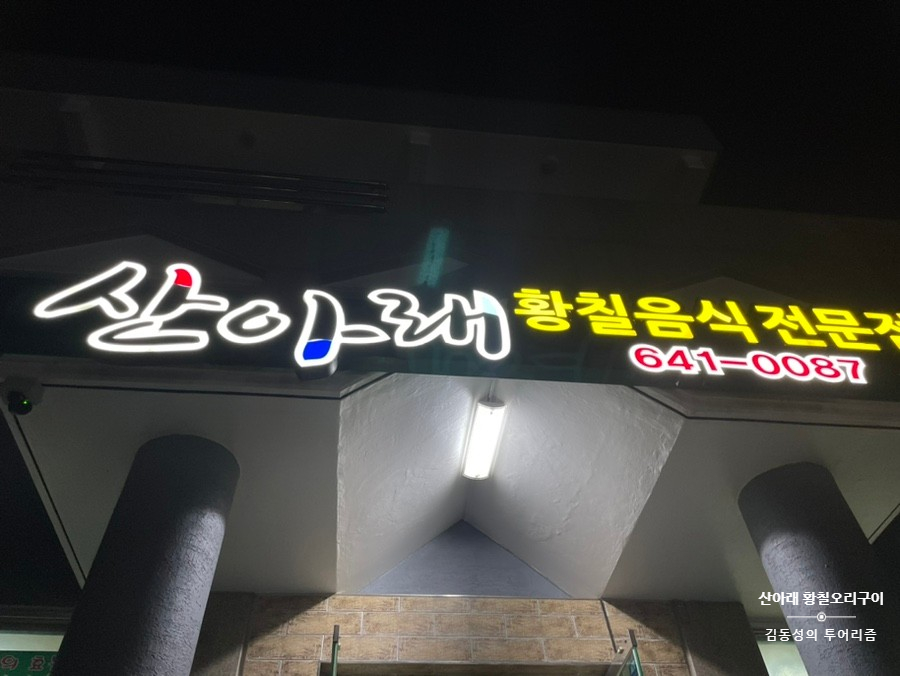 산아래 황칠음식전문점
641-0087
산아래 황칠오리구이
김동성의 투어리즘